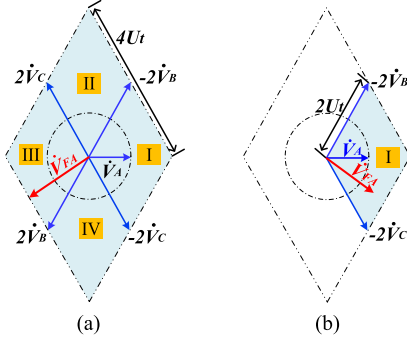 4Ut
2V̇C
-2V̇B
II
III
I
V̇A
V̇FA
2V̇B
-2V̇C
IV
(a)
-2V̇B
2Ut
V̇A
I
V̇FA
-2V̇C
(b)